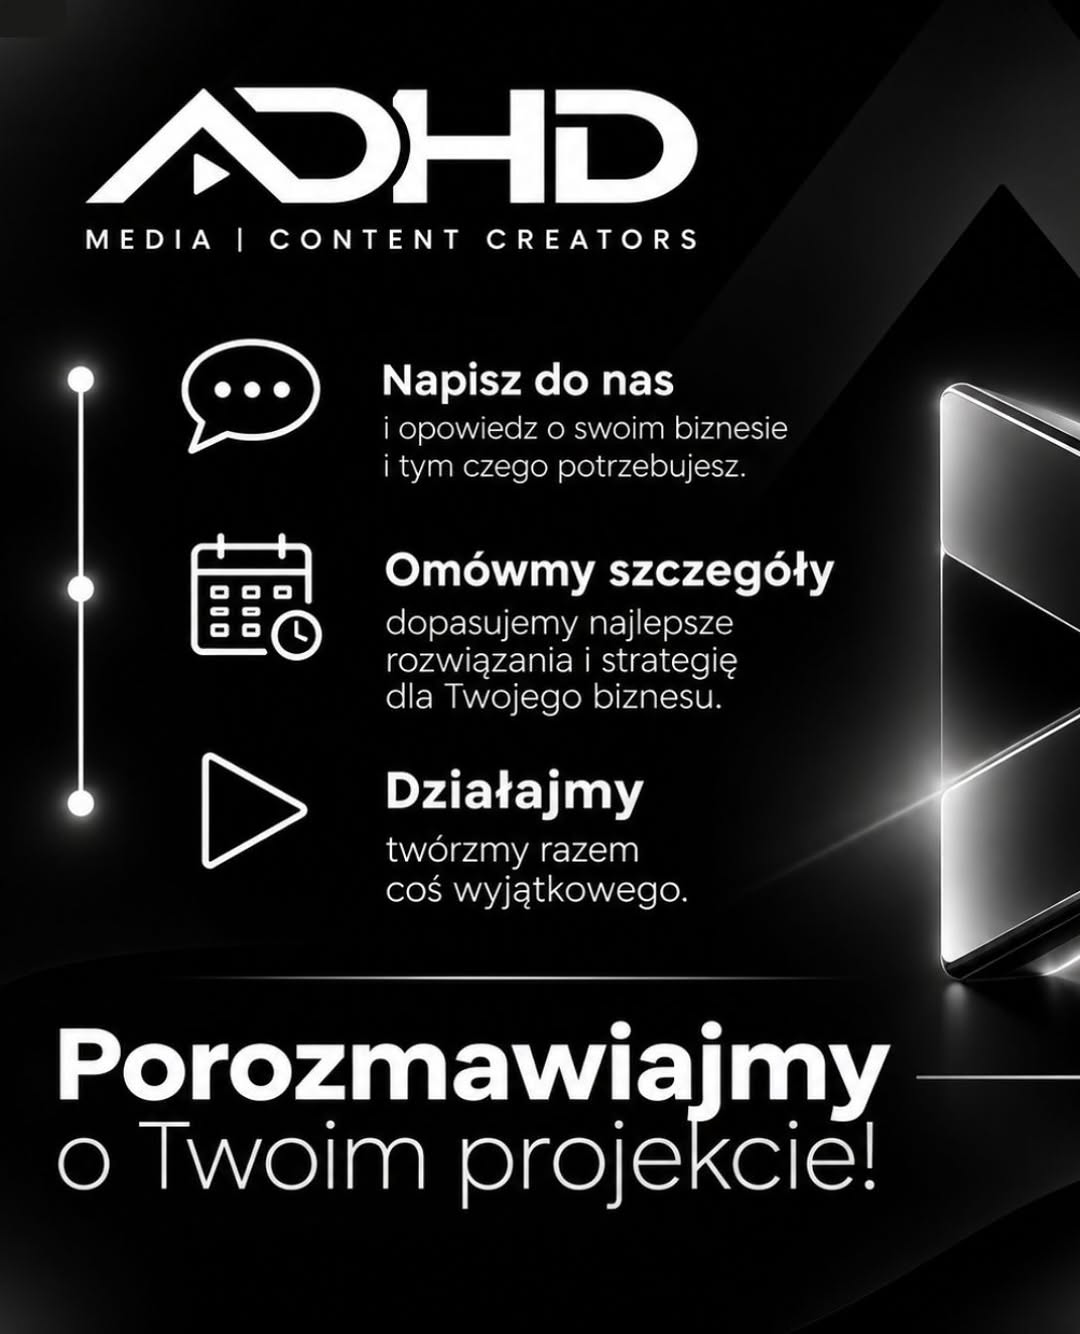 ADHD
MEDIA | CONTENT CREATORS
Napisz do nas
i opowiedz o swoim biznesie
i tym czego potrzebujesz.
Omówmy szczegóły
dopasujemy najlepsze
rozwiązania i strategię
dla Twojego biznesu.
Działajmy
twórzmy razem
coś wyjątkowego.
Porozmawiajmy
o Twoim projekcie!